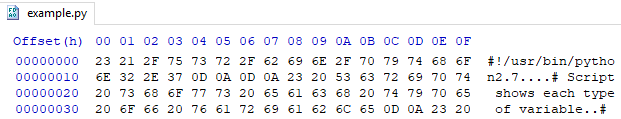 example.py
Offset(h) 00 01 02 03 04 05 06 07 08 09 0A 0B 0C 0D 0E 0F
00000000 23 21 2F 75 73 72 2F 62 69 6E 2F 70 79 74 68 6F #!/usr/bin/pytho
00000010 6E 32 2E 37 0D 0A 0D 0A 23 20 53 63 72 69 70 74 n2.7....# Script
00000020 20 73 68 6F 77 73 20 65 61 63 68 20 74 79 70 65 shows each type
00000030 20 6F 66 20 76 61 72 69 61 62 6C 65 0D 0A 23 20 of variable..#